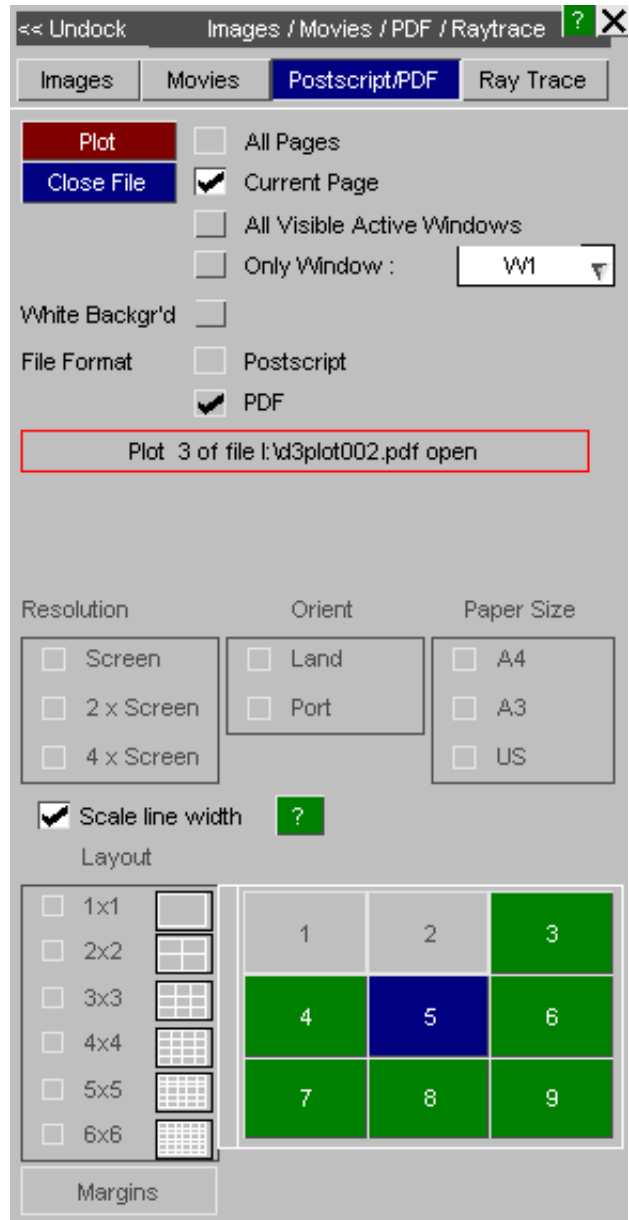 << Undock Images / Movies / PDF / Raytrace ? X
Images Movies Postscript/PDF Ray Trace
Plot All Pages
Close File Current Page
All Visible Active Windows
Only Window : W1
White Backgr'd
File Format Postscript
PDF
Plot 3 of file I:\d3plot002.pdf open
Resolution Orient Paper Size
Screen Land A4
2 x Screen Port A3
4 x Screen US
Scale line width ?
Layout
1x1
2x2
3x3
4x4
5x5
6x6
1 2 3
4 5 6
7 8 9
Margins